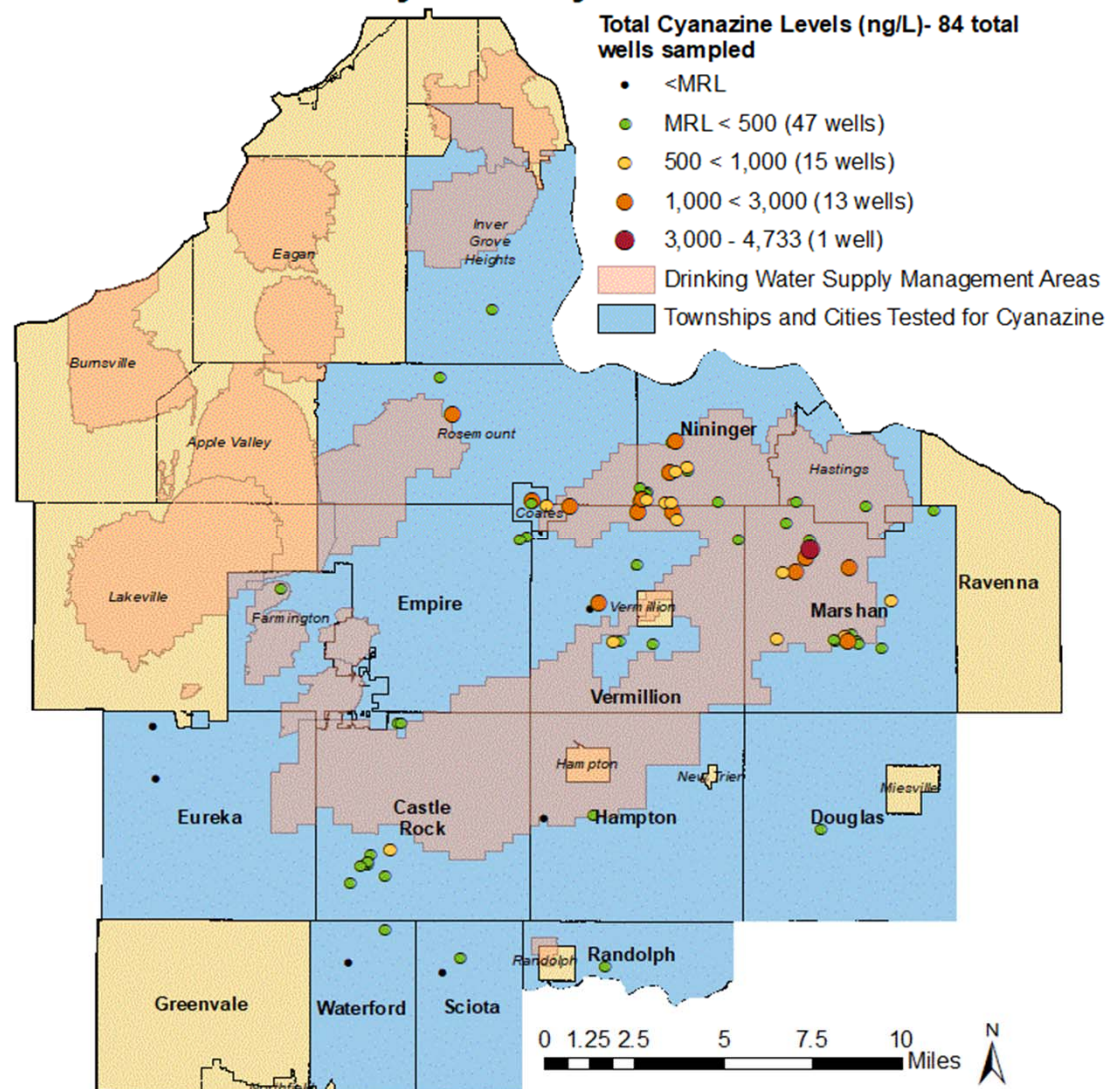 Total Cyanazine Levels (ng/L)- 84 total
wells sampled
<MRL
MRL < 500 (47 wells)
500 < 1,000 (15 wells)
1,000 < 3,000 (13 wells)
3,000 - 4,733 (1 well)
Drinking Water Supply Management Areas
Townships and Cities Tested for Cyanazine
Inver
Grove
Heights
Eagan
Burnsville
Apple Valley
Rosemount
Nininger
Hastings
Coates
Lakeville
Farmington
Empire
Vermillion
Marshan
Ravenna
Vermillion
Hampton
New Trier
Miesville
Eureka
Castle
Rock
Hampton
Douglas
Randolph
Randolph
Greenvale
Waterford
Sciota
0 1.25 2.5 5 7.5 10
Miles
N